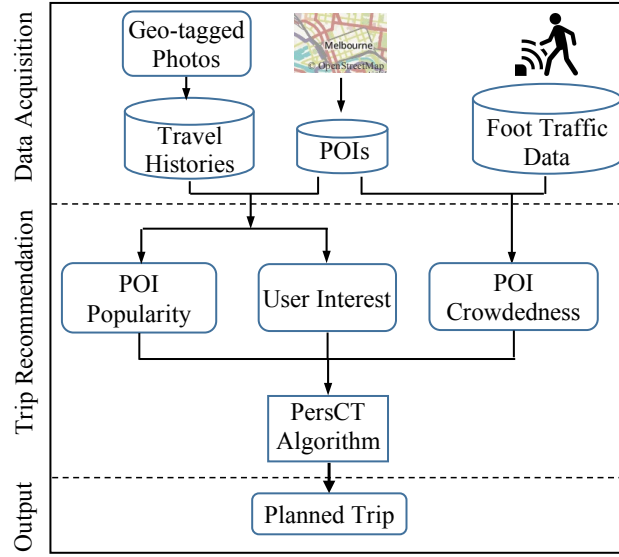 Data Acquisition
Geo-tagged
Photos
Melbourne
© OpenStreetMap
Travel
Histories
POIs
Foot Traffic
Data
Trip Recommendation
POI
Popularity
User Interest
POI
Crowdedness
PersCT
Algorithm
Output
Planned Trip